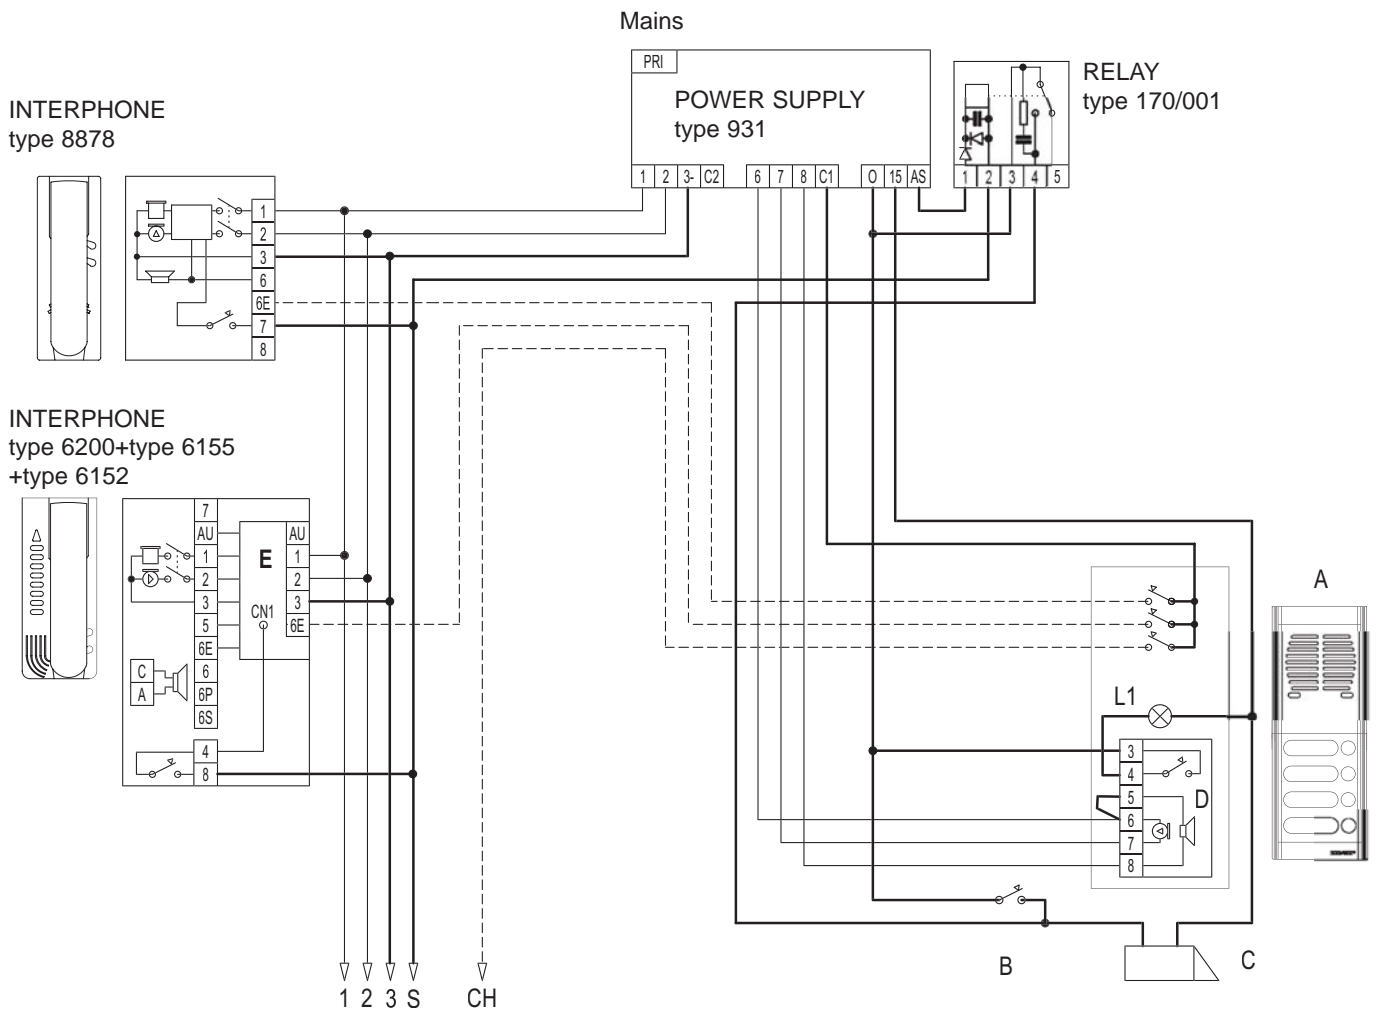 Mains
PRI
POWER SUPPLY
type 931
1 2 3- C2 6 7 8 C1 0 15 AS
RELAY
type 170/001
1 2 3 4 5
INTERPHONE
type 8878
1
2
3
6
6E
7
8
INTERPHONE
type 6200+type 6155
+type 6152
7
AU
1
2
3
5
6E
6
6P
6S
4
8
E
CN1
AU
1
2
3
6E
C
A
1 2 3 S CH
A
L1
3
4
5
6
7
8
D
B
C